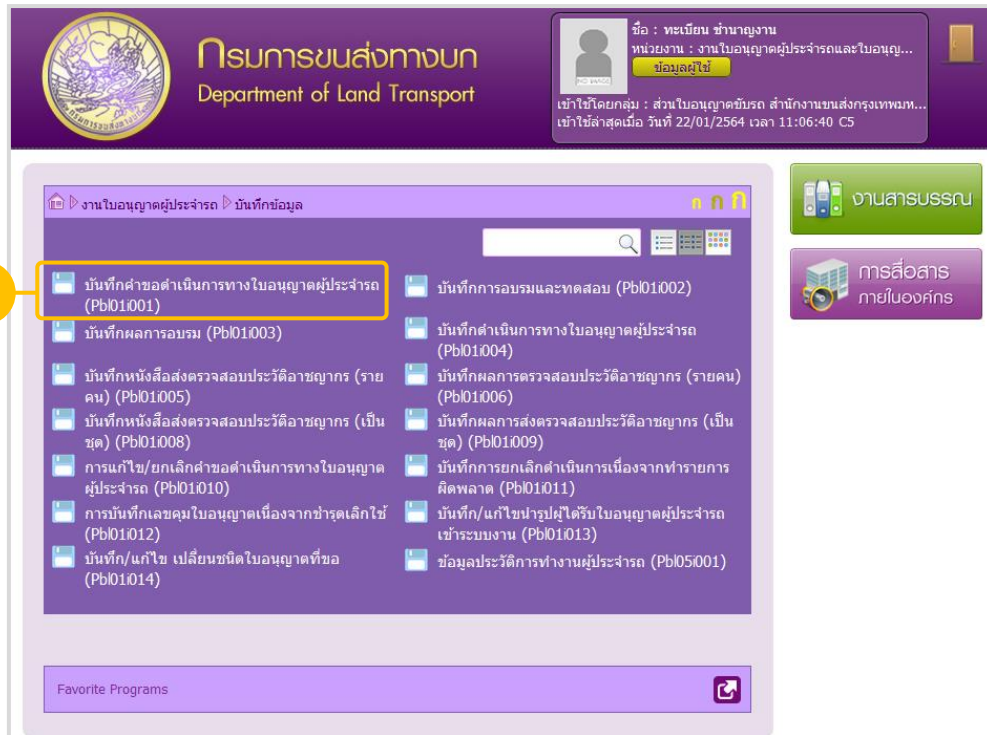 กรมการขนส่งทางบก
Department of Land Transport
NO IMAGE
ชื่อ : ทะเบียน ชำนาญงาน
หน่วยงาน : งานใบอนุญาตผู้ประจำรถและใบอนุญ...
ข้อมูลผู้ใช้
เข้าใช้โดยกลุ่ม : ส่วนใบอนุญาตขับรถ สำนักงานขนส่งกรุงเทพมห...
เข้าใช้ล่าสุดเมื่อ วันที่ 22/01/2564 เวลา 11:06:40 C5
งานใบอนุญาตผู้ประจำรถ บันทึกข้อมูล
ก ก ก
บันทึกคำขอดำเนินการทางใบอนุญาตผู้ประจำรถ
(Pbl01i001)
บันทึกการอบรมและทดสอบ (Pbl01i002)
บันทึกผลการอบรม (Pbl01i003)
บันทึกดำเนินการทางใบอนุญาตผู้ประจำรถ
(Pbl01i004)
บันทึกหนังสือส่งตรวจสอบประวัติอาชญากร (ราย
คน) (Pbl01i005)
บันทึกผลการตรวจสอบประวัติอาชญากร (รายคน)
(Pbl01i006)
บันทึกหนังสือส่งตรวจสอบประวัติอาชญากร (เป็น
ชุด) (Pbl01i008)
บันทึกผลการส่งตรวจสอบประวัติอาชญากร (เป็น
ชุด) (Pbl01i009)
การแก้ไข/ยกเลิกคำขอดำเนินการทางใบอนุญาต
ผู้ประจำรถ (Pbl01i010)
บันทึกการยกเลิกดำเนินการเนื่องจากทำรายการ
ผิดพลาด (Pbl01i011)
การบันทึกเลขคุมใบอนุญาตเนื่องจากชำรุดเลิกใช้
(Pbl01i012)
บันทึก/แก้ไขนำรูปผู้ได้รับใบอนุญาตผู้ประจำรถ
เข้าระบบงาน (Pbl01i013)
บันทึก/แก้ไข เปลี่ยนชนิดใบอนุญาตที่ขอ
(Pbl01i014)
ข้อมูลประวัติการทำงานผู้ประจำรถ (Pbl05i001)
Favorite Programs
งานสารบรรณ
การสื่อสาร
ภายในองค์กร